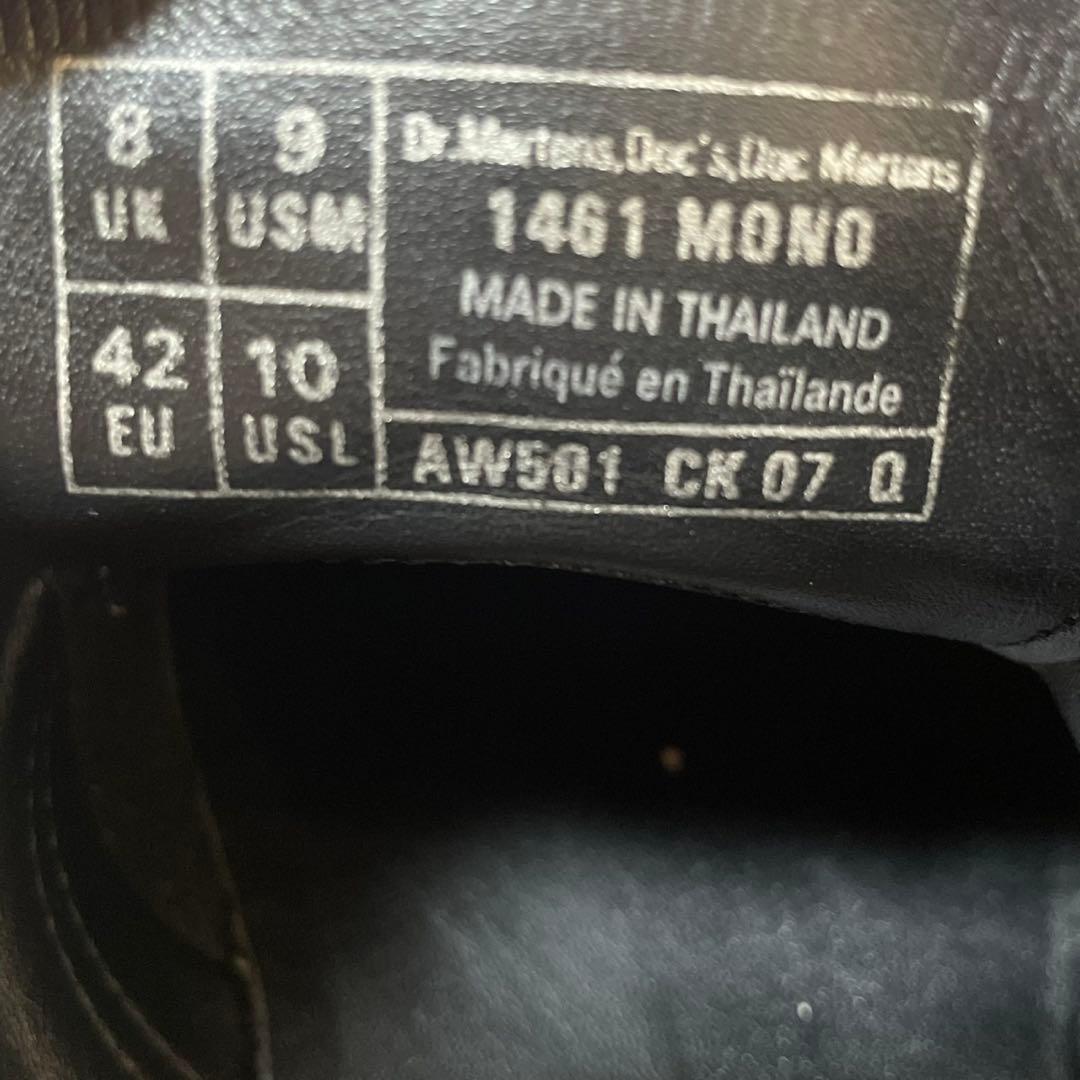 8 UK
9 USM
42 EU
10 USL
Dr.Martens,Doc's,Doc Martens
1461 MONO
MADE IN THAILAND
Fabriqué en Thaïlande
AW501 CK 07 Q